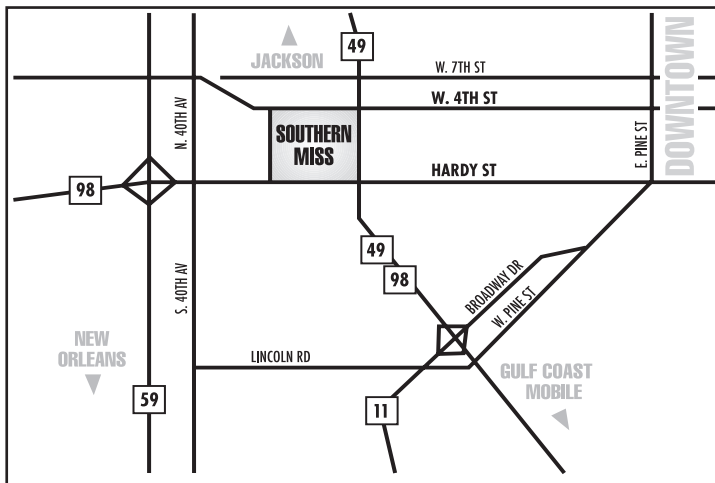 49
JACKSON
W. 7TH ST
W. 4TH ST
N. 40TH AV
SOUTHERN
MISS
E. PINE ST
DOWNTOWN
HARDY ST
98
49
98
S. 40TH AV
BROADWAY DR
W. PINE ST
NEW
ORLEANS
LINCOLN RD
GULF COAST
MOBILE
59
11